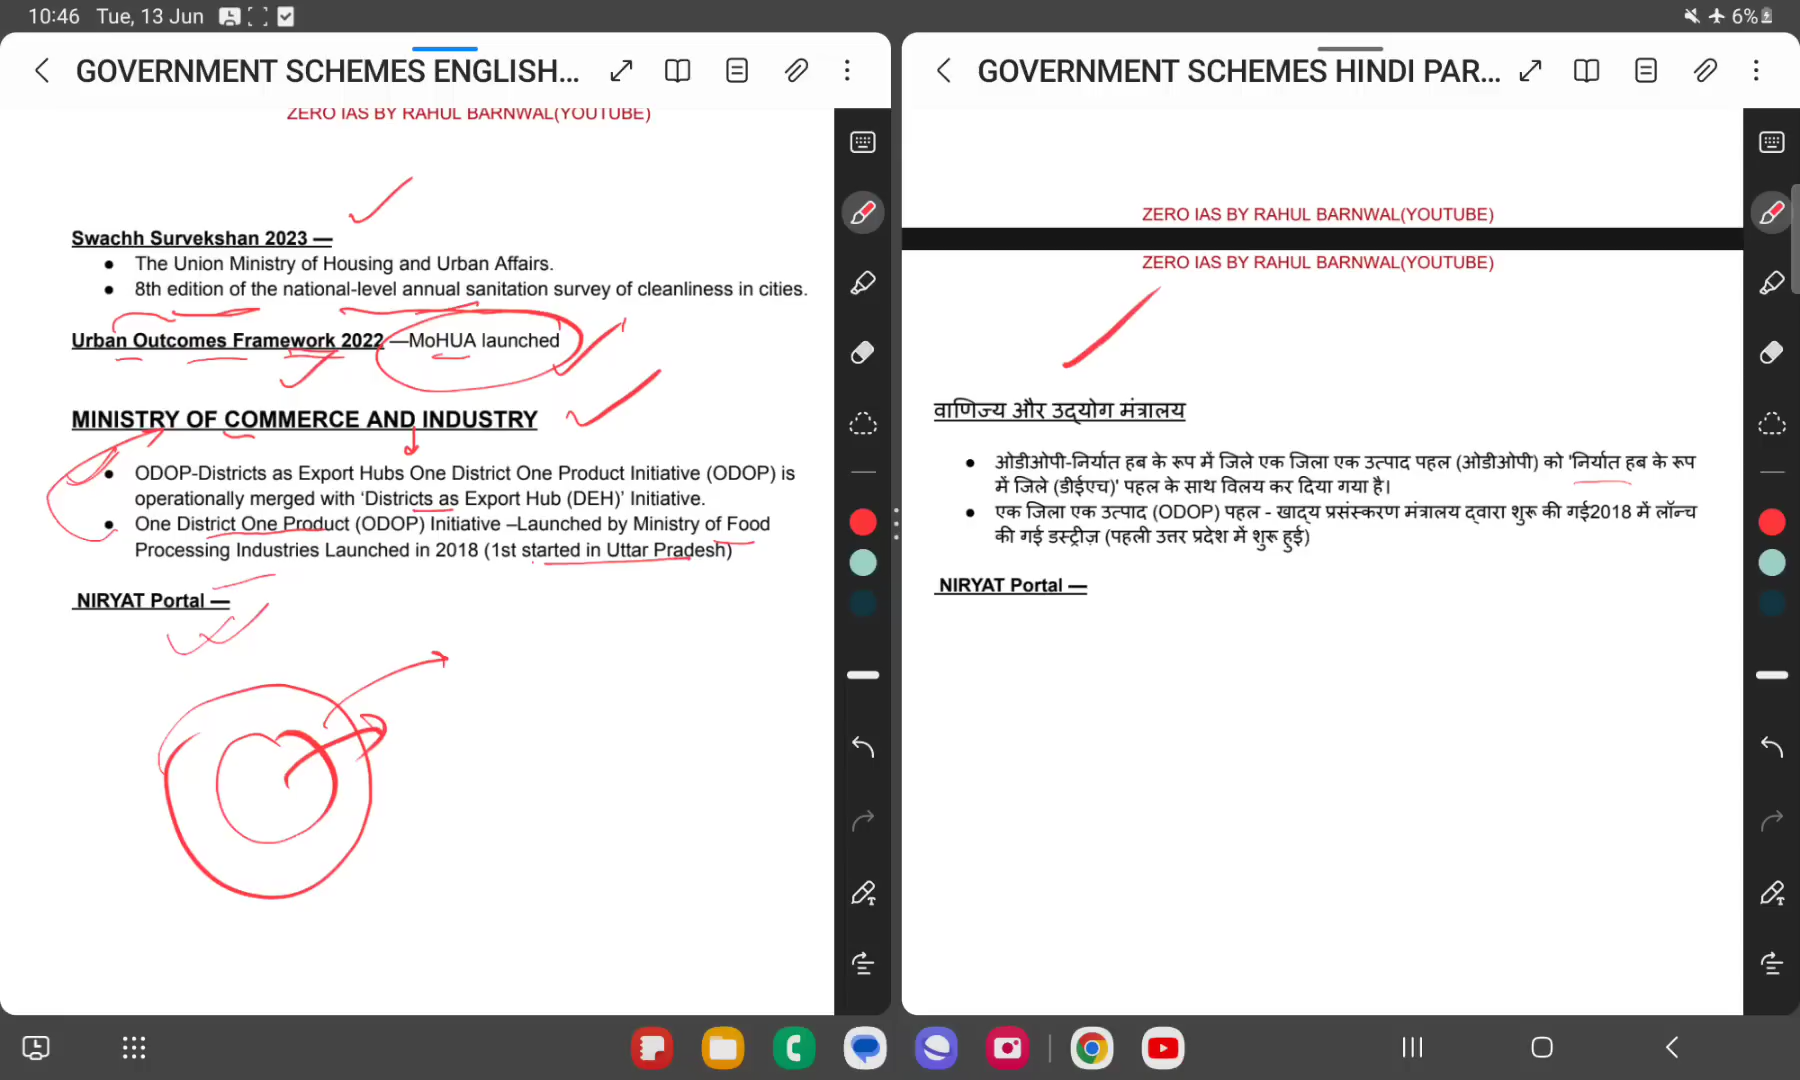 10:46 Tue, 13 Jun
6%
GOVERNMENT SCHEMES ENGLISH...
ZERO IAS BY RAHUL BARNWAL(YOUTUBE)
Swachh Survekshan 2023 —
● The Union Ministry of Housing and Urban Affairs.
● 8th edition of the national-level annual sanitation survey of cleanliness in cities.
Urban Outcomes Framework 2022 —MoHUA launched
MINISTRY OF COMMERCE AND INDUSTRY
● ODOP-Districts as Export Hubs One District One Product Initiative (ODOP) is
operationally merged with ‘Districts as Export Hub (DEH)’ Initiative.
● One District One Product (ODOP) Initiative –Launched by Ministry of Food
Processing Industries Launched in 2018 (1st started in Uttar Pradesh)
NIRYAT Portal —
GOVERNMENT SCHEMES HINDI PAR...
ZERO IAS BY RAHUL BARNWAL(YOUTUBE)
ZERO IAS BY RAHUL BARNWAL(YOUTUBE)
वाणिज्य और उद्योग मंत्रालय
● ओडीओपी-निर्यात हब के रूप में जिले एक जिला एक उत्पाद पहल (ओडीओपी) को 'निर्यात हब के रूप
में जिले (डीईएच)' पहल के साथ विलय कर दिया गया है।
● एक जिला एक उत्पाद (ODOP) पहल - खाद्य प्रसंस्करण मंत्रालय द्वारा शुरू की गई2018 में लॉन्च
की गई डस्ट्रीज़ (पहली उत्तर प्रदेश में शुरू हुई)
NIRYAT Portal —